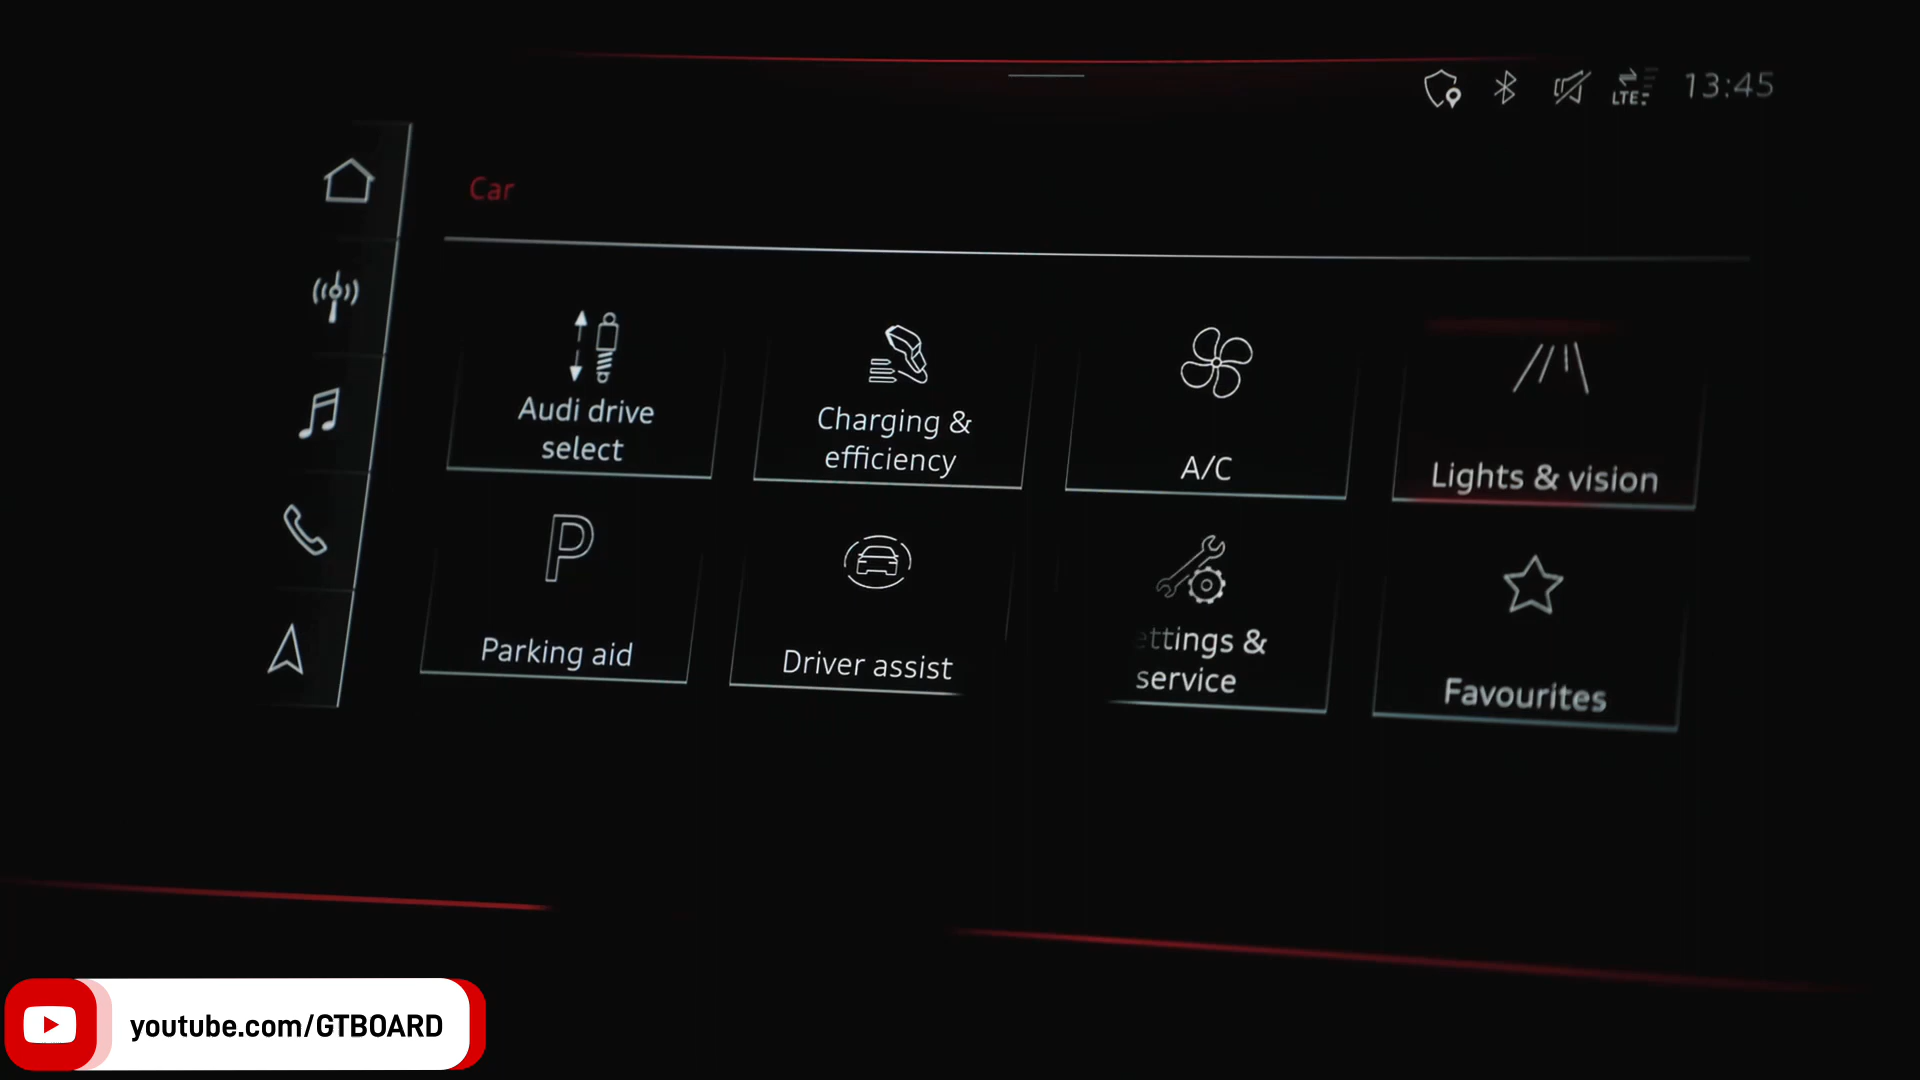 LTE
13:45
Car
Audi drive
select
Charging &
efficiency
A/C
Lights & vision
P
Parking aid
Driver assist
ettings &
service
Favourites
youtube.com/GTBOARD